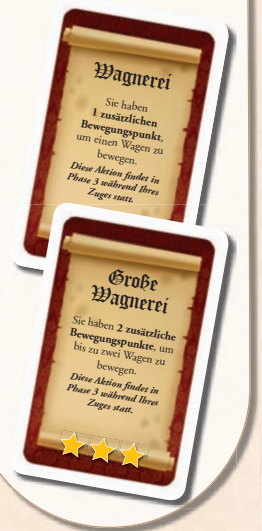 Wagnerei
Sie haben
1 zusätzlichen
Bewegungspunkt,
um einen Wagen zu
bewegen.
Diese Aktion findet in
Phase 3 während Ihres
Zuges statt.
Große
Wagnerei
Sie haben 2 zusätzliche
Bewegungspunkte, um
bis zu zwei Wagen zu
bewegen.
Diese Aktion findet in
Phase 3 während Ihres
Zuges statt.